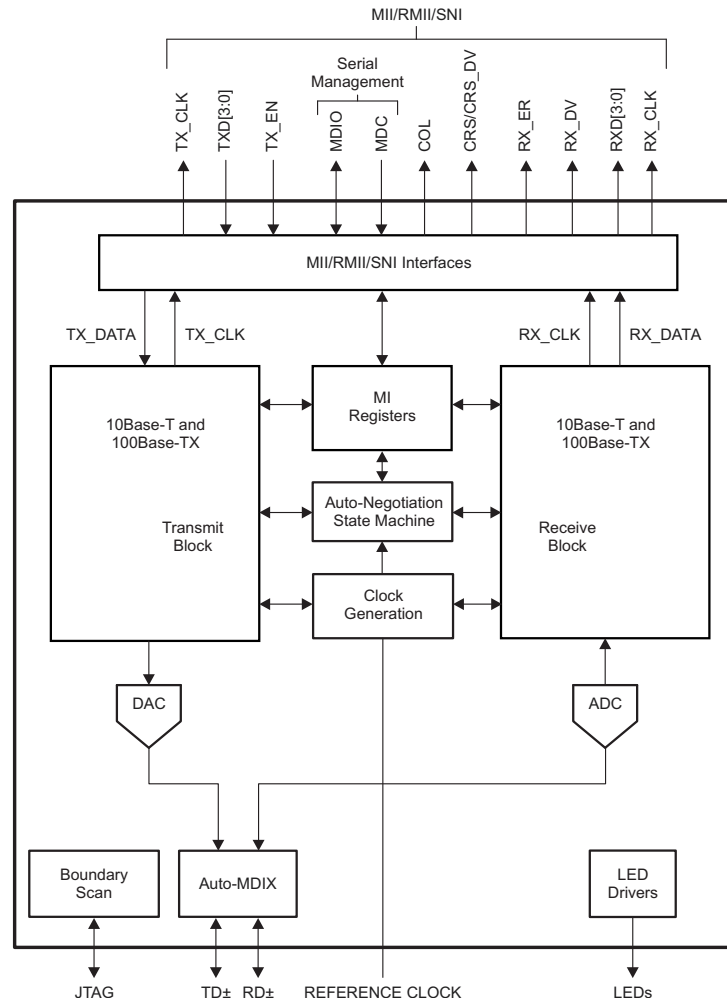 MII/RMII/SNI
Serial
Management
TX_CLK
TXD[3:0]
TX_EN
MDIO
MDC
COL
CRS/CRS_DV
RX_ER
RX_DV
RXD[3:0]
RX_CLK
MII/RMII/SNI Interfaces
TX_DATA
TX_CLK
RX_CLK
RX_DATA
10Base-T and
100Base-TX
Transmit
Block
MI
Registers
Auto-Negotiation
State Machine
Clock
Generation
10Base-T and
100Base-TX
Receive
Block
DAC
ADC
Boundary
Scan
Auto-MDIX
LED
Drivers
JTAG
TD±
RD±
REFERENCE CLOCK
LEDs